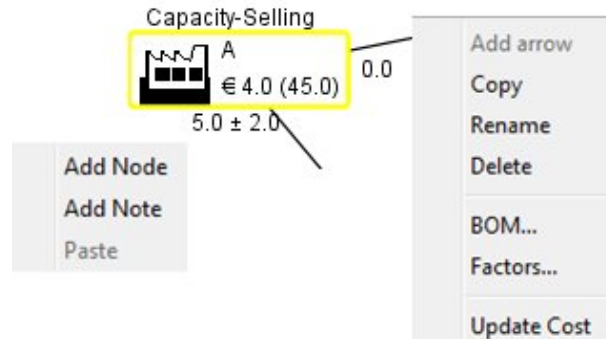 Capacity-Selling
A
€ 4.0 (45.0)
0.0
5.0 ± 2.0
Add Node
Add Note
Paste
Add arrow
Copy
Rename
Delete
BOM...
Factors...
Update Cost